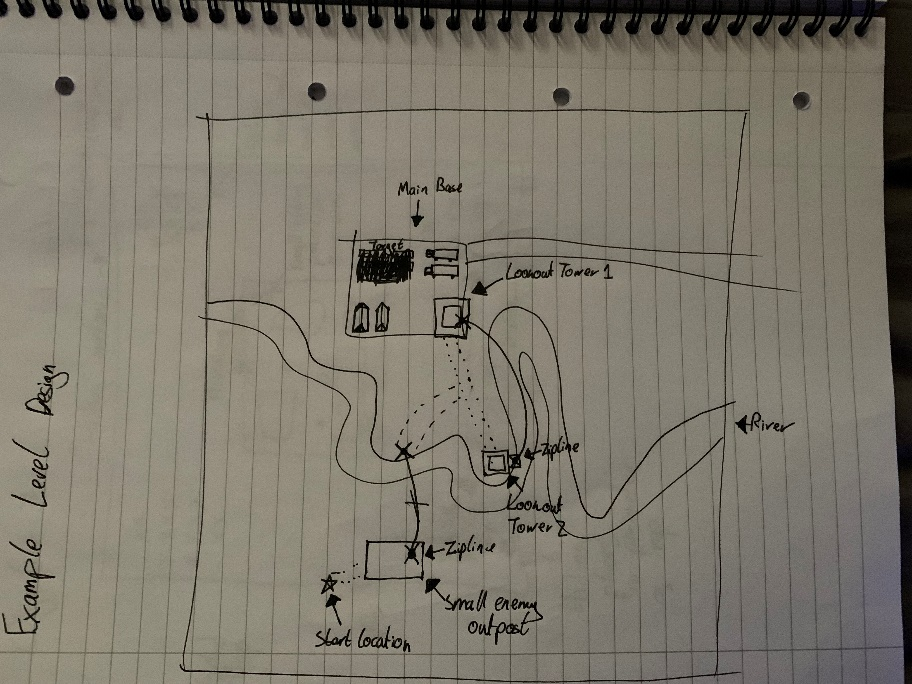 Example Level Design
Main Base
Target
Lookout Tower 1
River
Zipline
Lookout
Tower 2
Zipline
Small enemy
outpost
Start Location